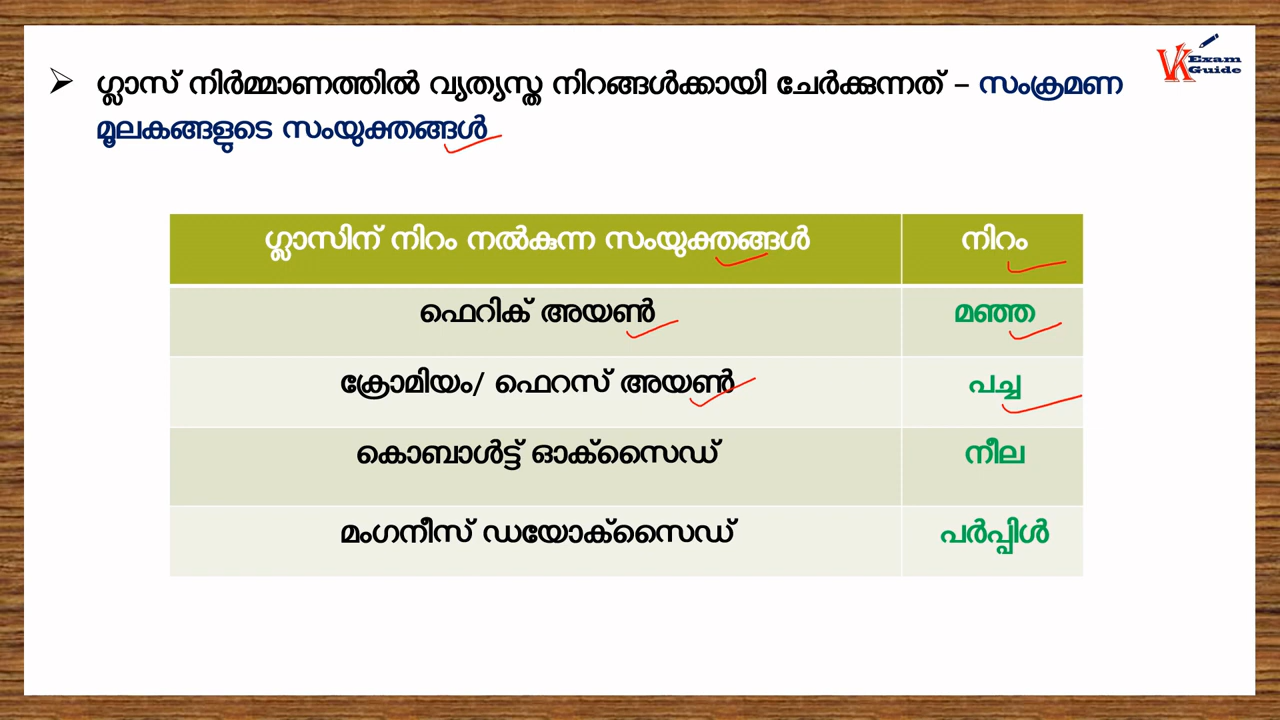 VK Exam Guide
ഗ്ലാസ് നിർമ്മാണത്തിൽ വ്യത്യസ്ത നിറങ്ങൾക്കായി ചേർക്കുന്നത് – സംക്രമണ
മൂലകങ്ങളുടെ സംയുക്തങ്ങൾ
ഗ്ലാസിന് നിറം നൽകുന്ന സംയുക്തങ്ങൾ നിറം
ഫെറിക് അയൺ മഞ്ഞ
ക്രോമിയം/ ഫെറസ് അയൺ പച്ച
കൊബാൾട്ട് ഓക്സൈഡ് നീല
മംഗനീസ് ഡയോക്സൈഡ് പർപ്പിൾ